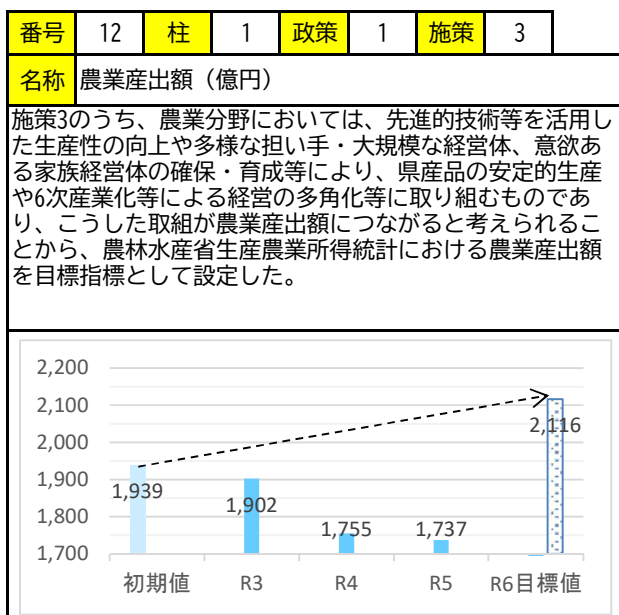 番号 12 柱 1 政策 1 施策 3
名称 農業産出額（億円）
施策3のうち、農業分野においては、先進的技術等を活用し
た生産性の向上や多様な担い手・大規模な経営体、意欲あ
る家族経営体の確保・育成等により、県産品の安定的生産
や6次産業化等による経営の多角化等に取り組むものであ
り、こうした取組が農業産出額につながると考えられるこ
とから、農林水産省生産農業所得統計における農業産出額
を目標指標として設定した。
2,200
2,100
2,000
1,900
1,800
1,700
1,939
1,902
1,755
1,737
2,116
初期値 R3 R4 R5 R6目標値